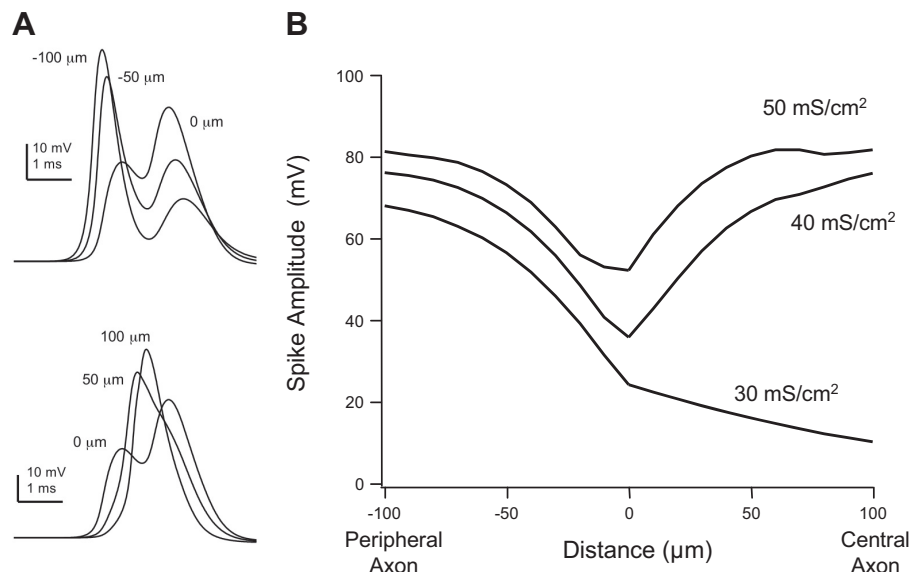 A
-100 µm
-50 µm
0 µm
10 mV
1 ms
100 µm
50 µm
0 µm
10 mV
1 ms
B
Spike Amplitude (mV)
100
80
60
40
20
0
50 mS/cm²
40 mS/cm²
30 mS/cm²
-100
-50
0
50
100
Peripheral
Axon
Distance (µm)
Central
Axon